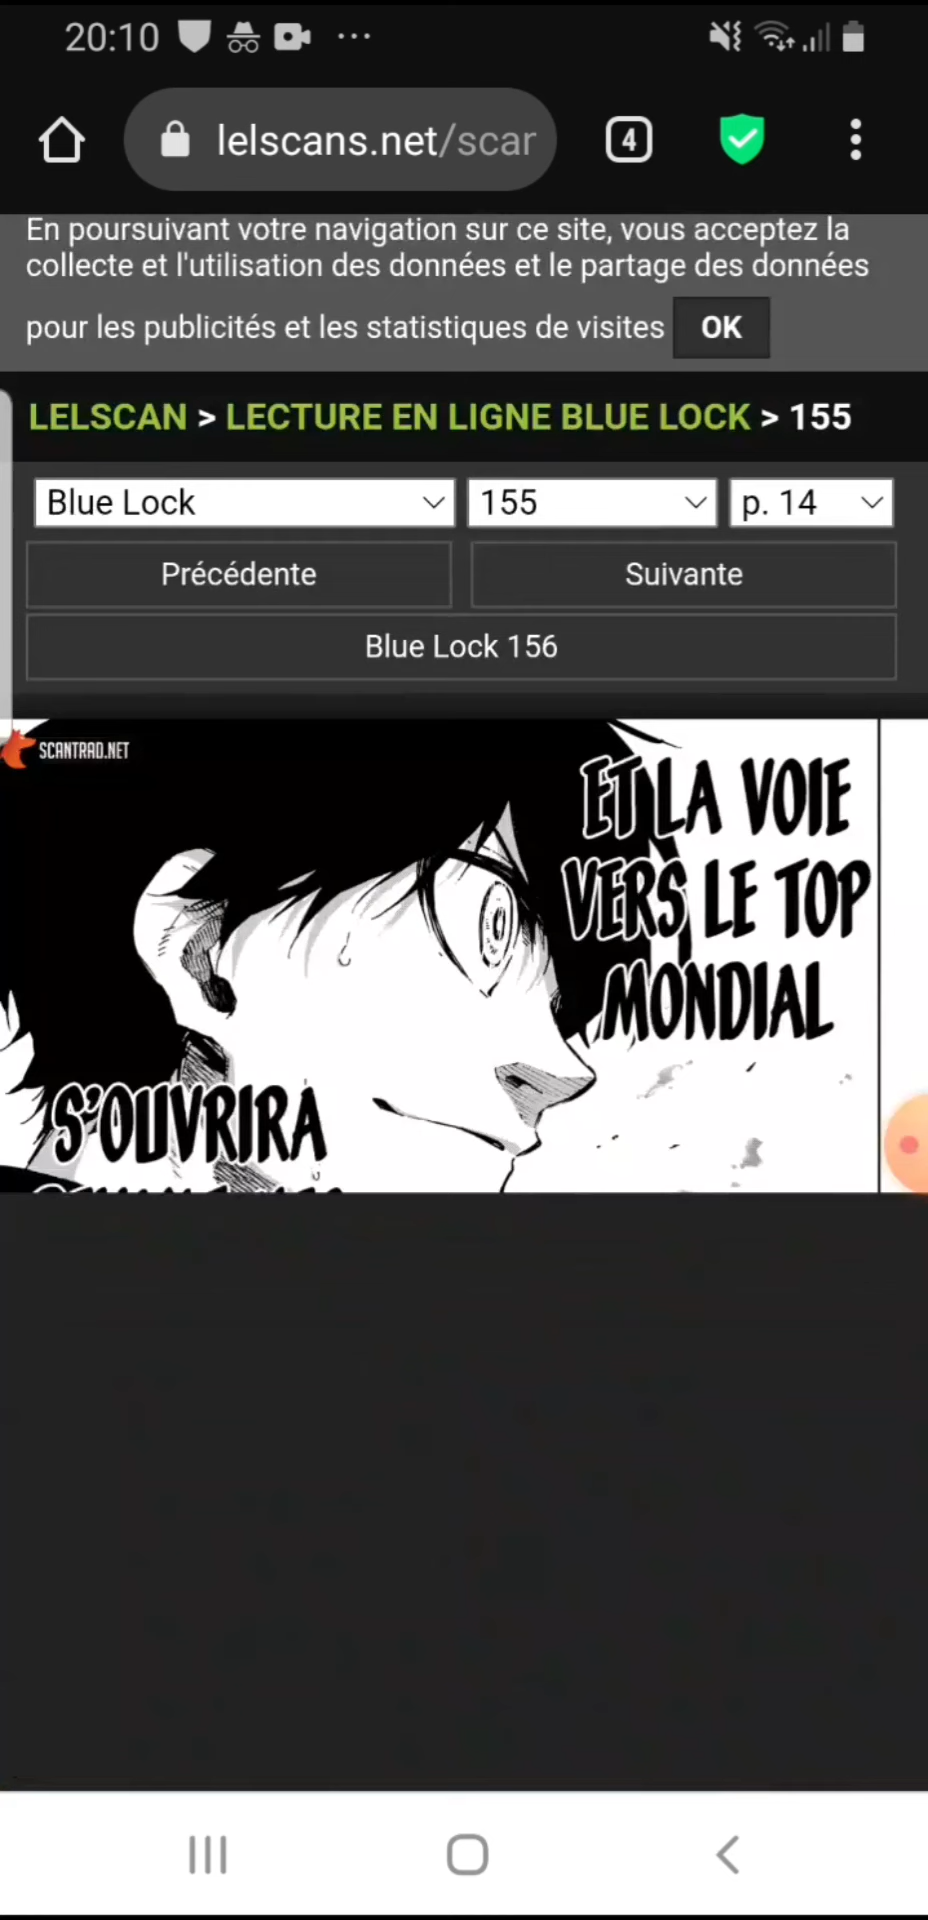 20:10
lelscans.net/scar
4
En poursuivant votre navigation sur ce site, vous acceptez la
collecte et l'utilisation des données et le partage des données
pour les publicités et les statistiques de visites OK
LELSCAN > LECTURE EN LIGNE BLUE LOCK > 155
Blue Lock 155 p. 14
Précédente Suivante
Blue Lock 156
SCANTRAD.NET
ET LA VOIE
VERS LE TOP
MONDIAL
S'OUVRIRA